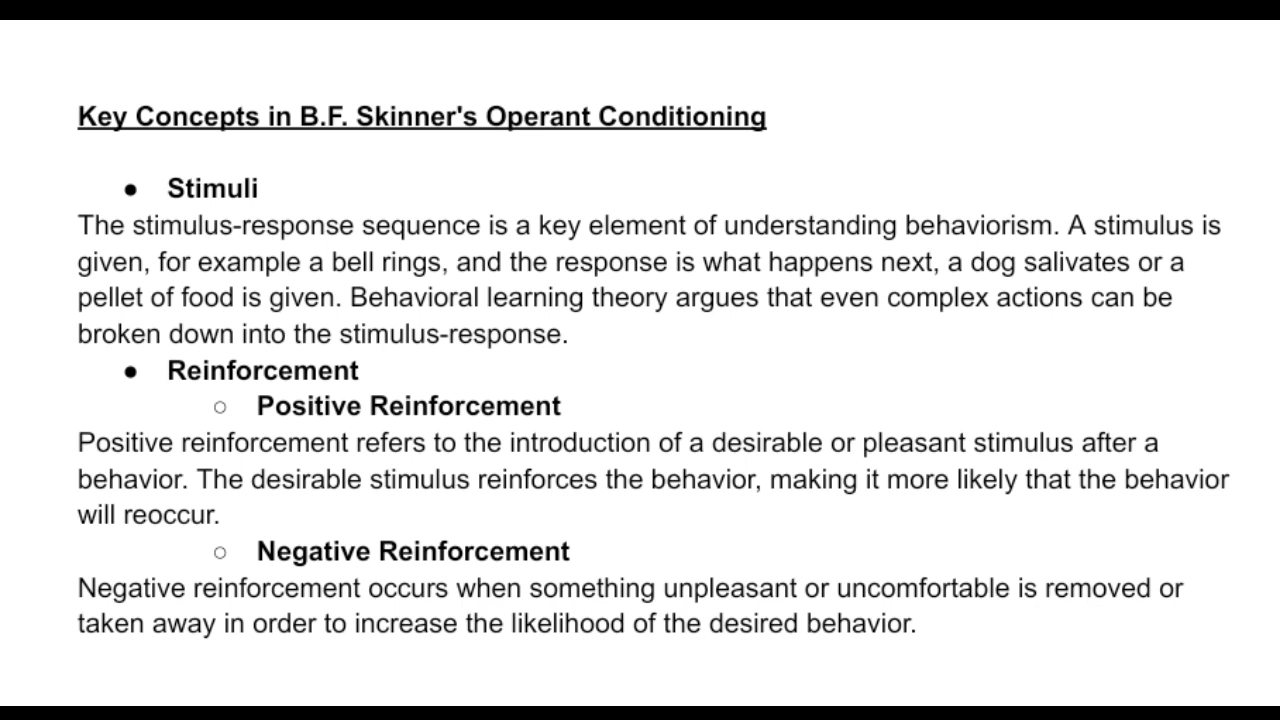 Key Concepts in B.F. Skinner's Operant Conditioning
● Stimuli
The stimulus-response sequence is a key element of understanding behaviorism. A stimulus is
given, for example a bell rings, and the response is what happens next, a dog salivates or a
pellet of food is given. Behavioral learning theory argues that even complex actions can be
broken down into the stimulus-response.
● Reinforcement
○ Positive Reinforcement
Positive reinforcement refers to the introduction of a desirable or pleasant stimulus after a
behavior. The desirable stimulus reinforces the behavior, making it more likely that the behavior
will reoccur.
○ Negative Reinforcement
Negative reinforcement occurs when something unpleasant or uncomfortable is removed or
taken away in order to increase the likelihood of the desired behavior.